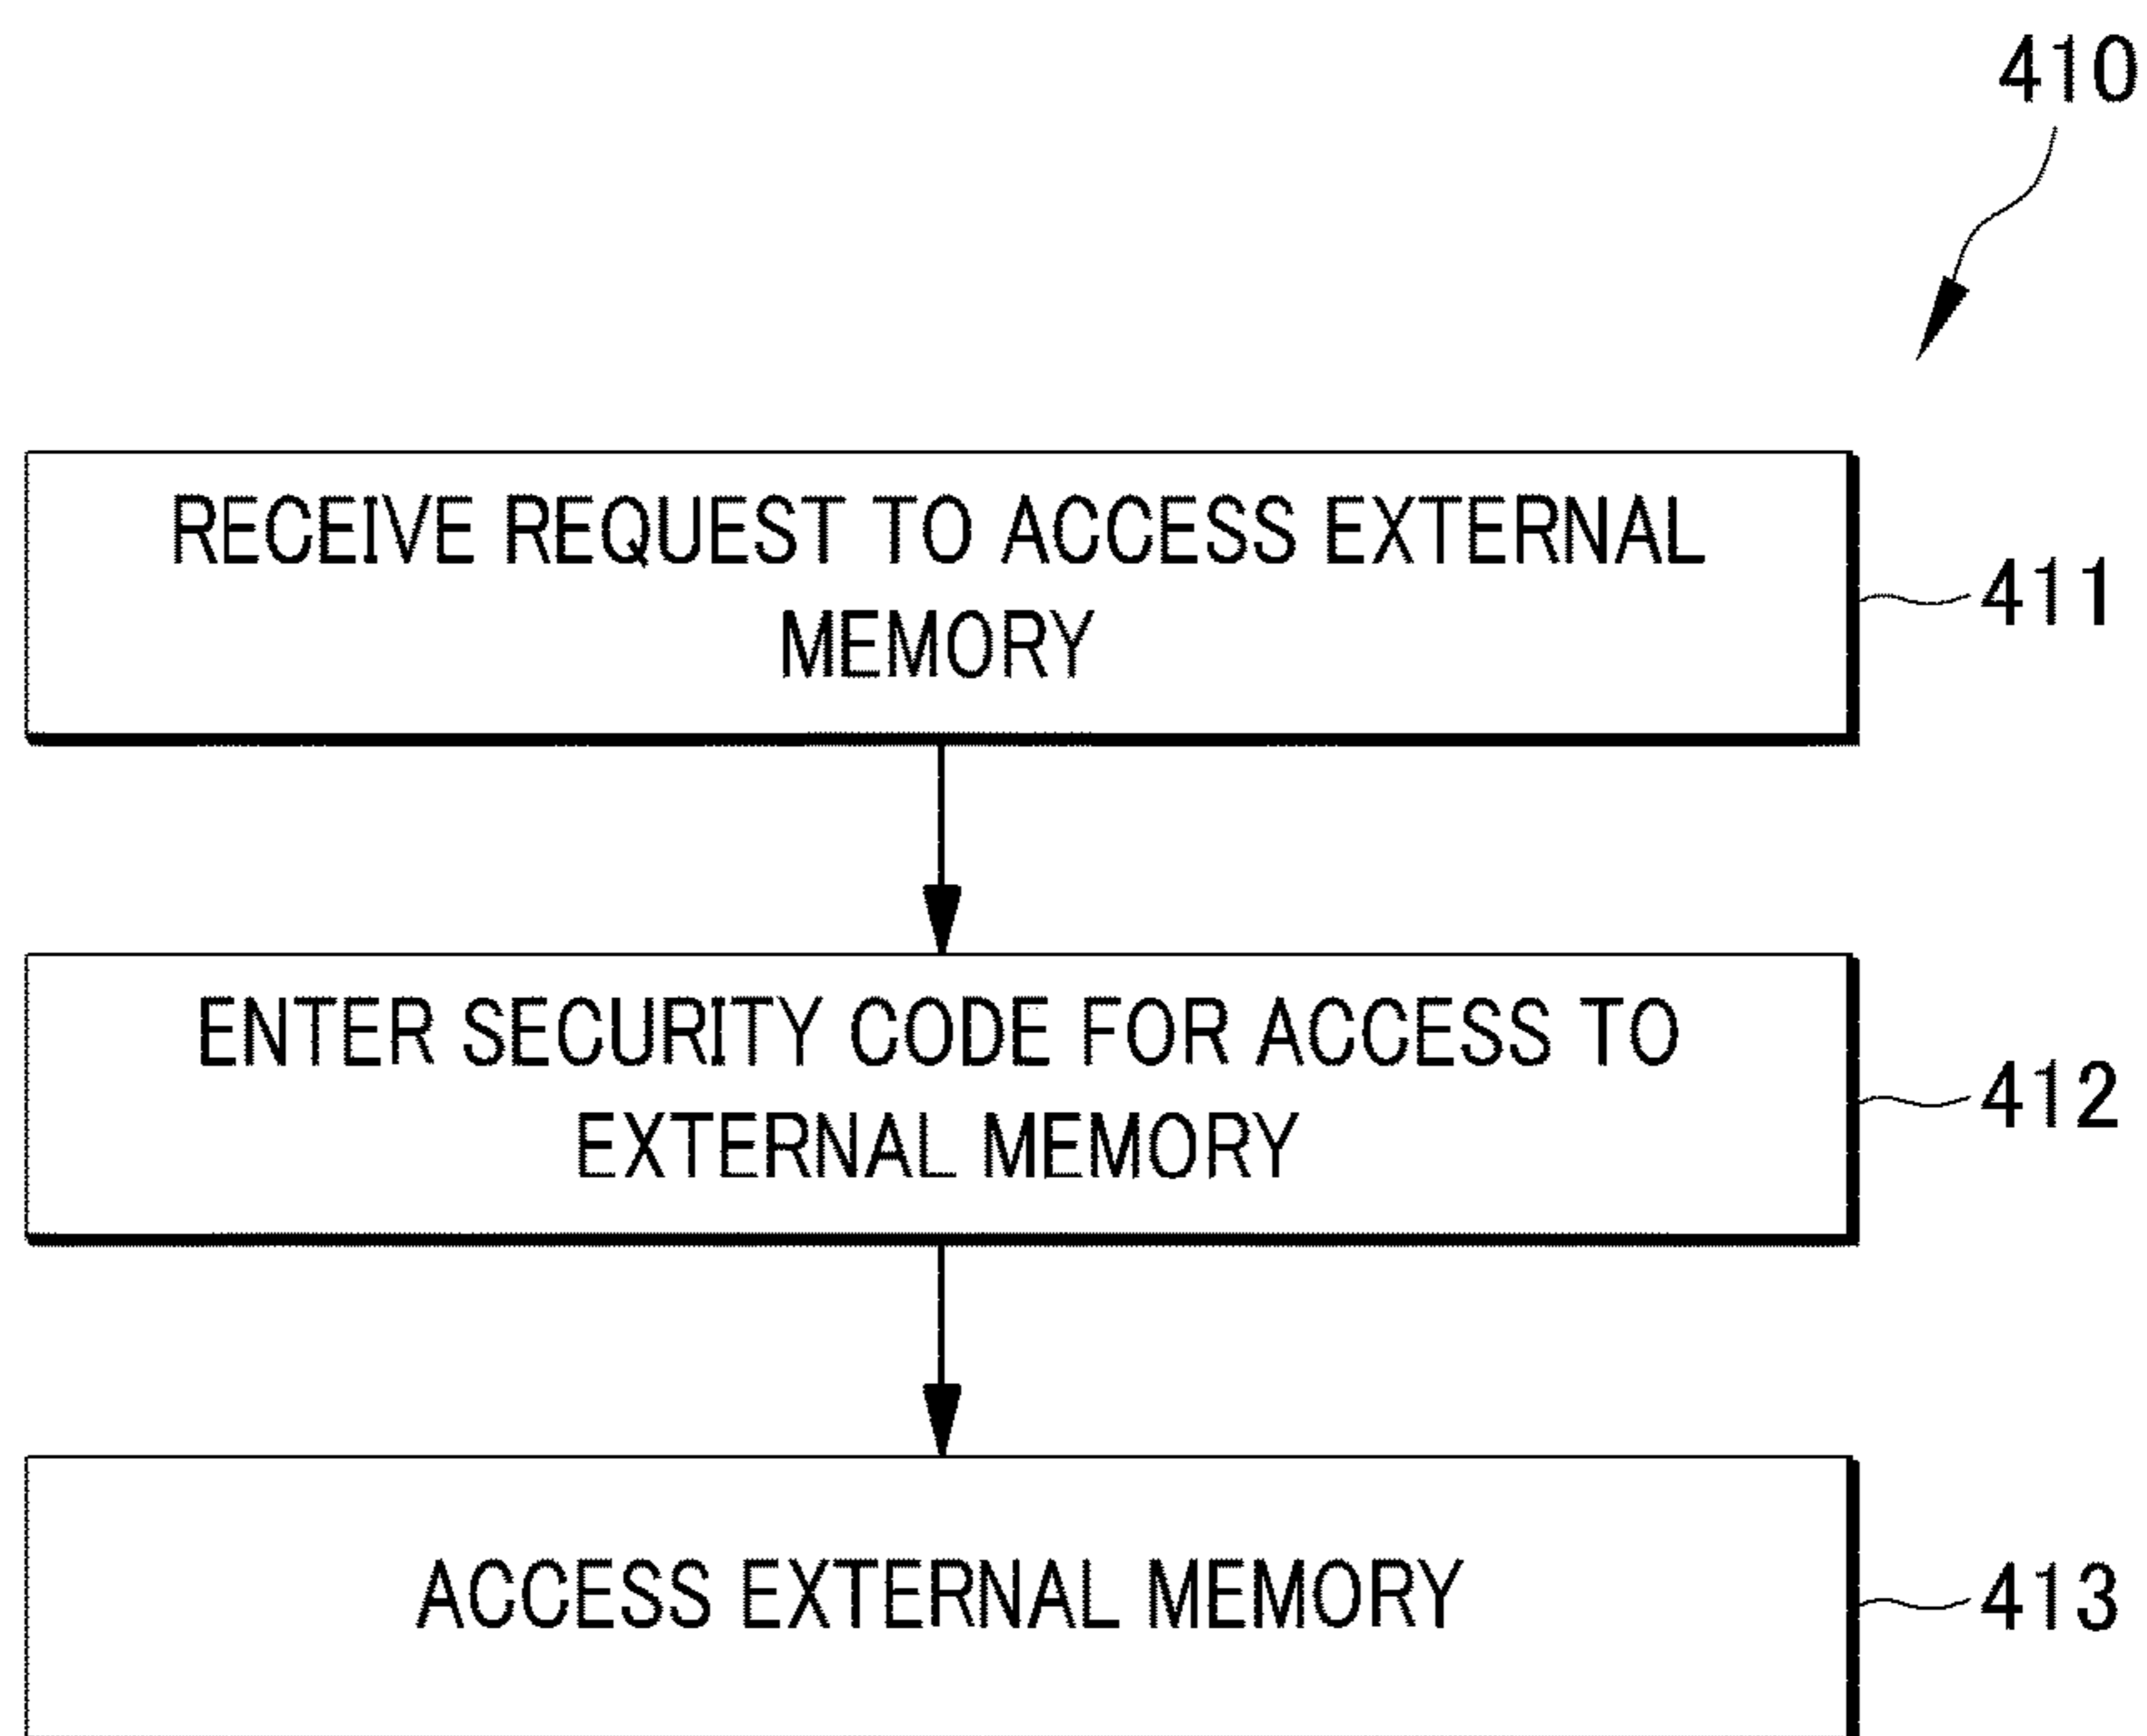 410
RECEIVE REQUEST TO ACCESS EXTERNAL
MEMORY
411
ENTER SECURITY CODE FOR ACCESS TO
EXTERNAL MEMORY
412
ACCESS EXTERNAL MEMORY
413